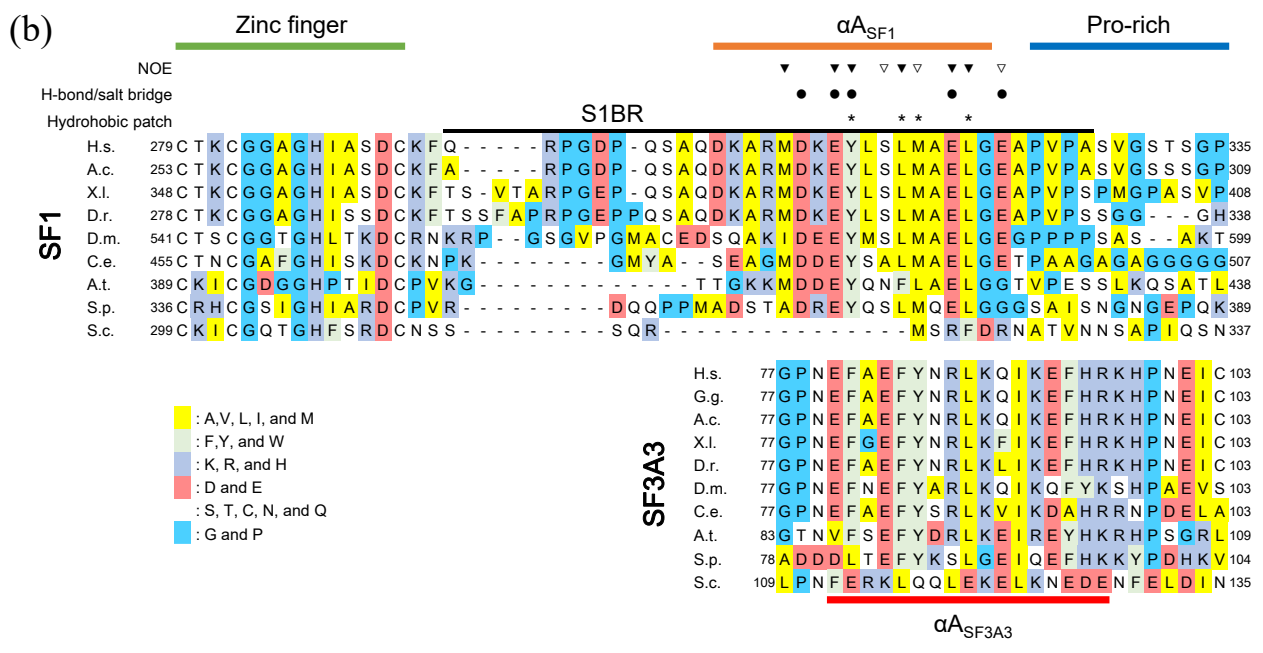 (b)
Zinc finger αA_SF1 Pro-rich
NOE ▼ ▼ ▼ ▽ ▼ ▽ ▼ ▼ ▽
H-bond/salt bridge ● ● ● ● ●
S1BR
Hydrohobic patch * * * *
SF1
H.s. 279 CTKCGGAGHIASDCKFQ-----RPGDP-QSAQDKARMDKEYLSLMAELGEAPVPASVGSTSGP 335
A.c. 253 CTKCGGAGHIASDCKFA-----RPGDP-QSAQDKARMDKEYLSLMAELGEAPVPASVGSSSGP 309
X.l. 348 CTKCGGAGHIASDCKFTS-VTARPGEP-QSAQDKARMDKEYLSLMAELGEAPVPSPMGPASVP 408
D.r. 278 CTKCGGAGHISSDCKFTSSFAPRPGEPPQSAQDKARMDKEYLSLMAELGEAPVPSSGG---GH 338
D.m. 541 CTSCGGTGHLTKDCRNKRP--GSGVPGMACEDSQAKIDEEYMSLMAELGEGPPPPSAS--AKT 599
C.e. 455 CTNCGAFGHISKDCKNPK--------GMYA--SEAGMDDEYSALMAELGETPAAGAGAGGGGG 507
A.t. 389 CKICGDGGHPTIDCPVKG-------------TTGKKMDDEYQNFLAELGGTVPESSLKQSATL 438
S.p. 336 CRHCGSIGHIARDCPVR---------DQQPPMADSTADREYQSLMQELGGGSAISNGNGEPQK 389
S.c. 299 CKICGQTGHFSRDCNSS---------SQR---------------MSRFDRNATVNNSAPIQSN 337
: A,V, L, I, and M
: F,Y, and W
: K, R, and H
: D and E
: S, T, C, N, and Q
: G and P
SF3A3
H.s. 77 GPNEFAEFYNRLKQIKEFHRKHPNEIC 103
G.g. 77 GPNEFAEFYNRLKQIKEFHRKHPNEIC 103
A.c. 77 GPNEFAEFYNRLKQIKEFHRKHPNEIC 103
X.l. 77 GPNEFGEFYNRLKFIKEFHRKHPNEIC 103
D.r. 77 GPNEFAEFYNRLKLIKEFHRKHPNEIC 103
D.m. 77 GPNEFNEFYARLKQIKQFYKSHPAEVS 103
C.e. 77 GPNEFAEFYSRLKVIKDAHRRNPDELA 103
A.t. 83 GTNVFSEFYDRLKEIREYHKRHPSGRL 109
S.p. 78 ADDDLTEFYKSLGEIQEFHKKYPDHKV 104
S.c. 109 LPNFERKLQQLEKELKNEDENFELDIN 135
αA_SF3A3